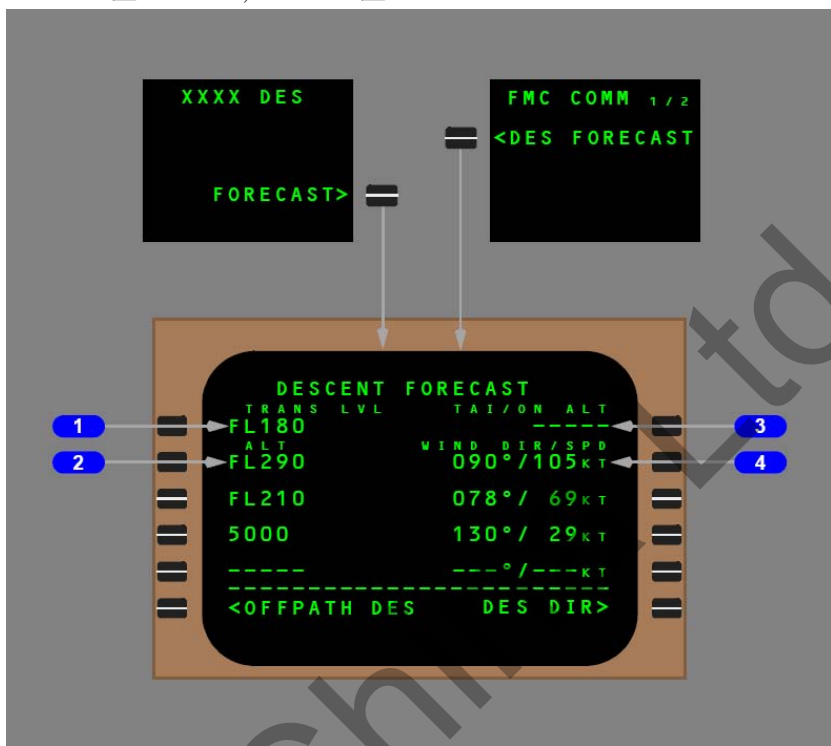 XXXX DES
FORECAST>
FMC COMM 1/2
<DES FORECAST
DESCENT FORECAST
TRANS LVL TAI/ON ALT
1 FL180 ----- 3
ALT WIND DIR/SPD
2 FL290 090°/105KT 4
FL210 078°/ 69KT
5000 130°/ 29KT
----- ---°/---KT
------------------------
<OFFPATH DES DES DIR>
Ltd